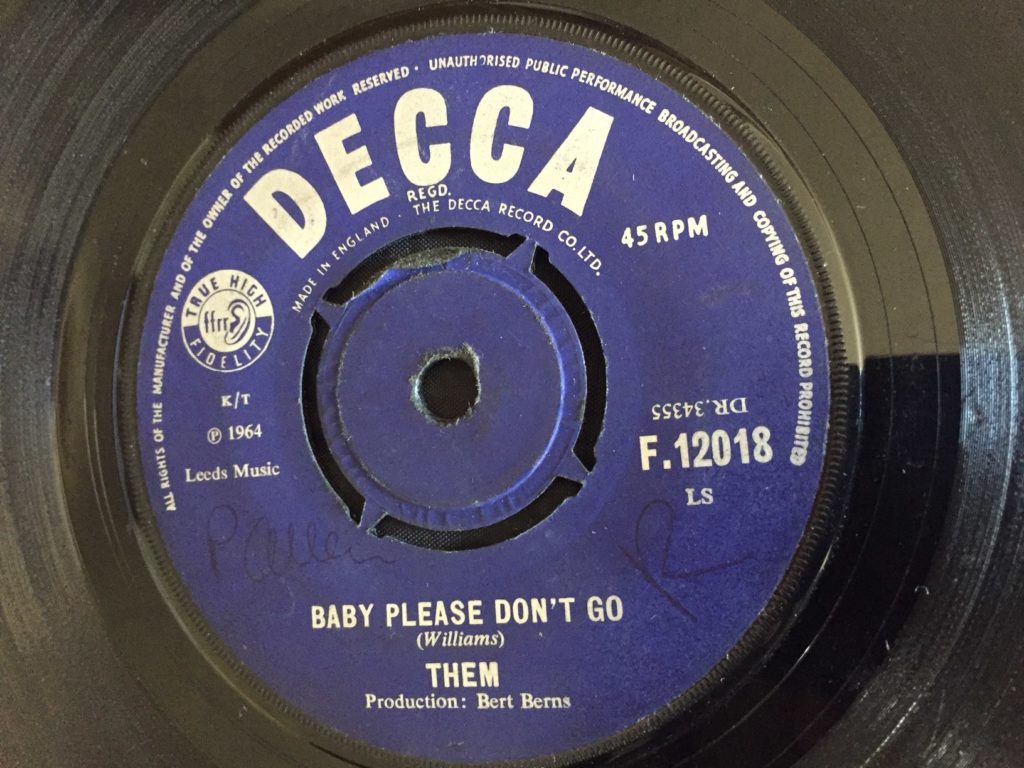 ALL RIGHTS OF THE MANUFACTURER AND OF THE OWNER OF THE RECORDED WORK RESERVED · UNAUTHORISED PUBLIC PERFORMANCE BROADCASTING AND COPYING OF THIS RECORD PROHIBITED
DECCA
REGD.
MADE IN ENGLAND · THE DECCA RECORD CO. LTD.
45 RPM
TRUE HIGH
ffrr
FIDELITY
K/T
℗ 1964
Leeds Music
DR.34355
F.12018
LS
BABY PLEASE DON'T GO
(Williams)
THEM
Production: Bert Berns